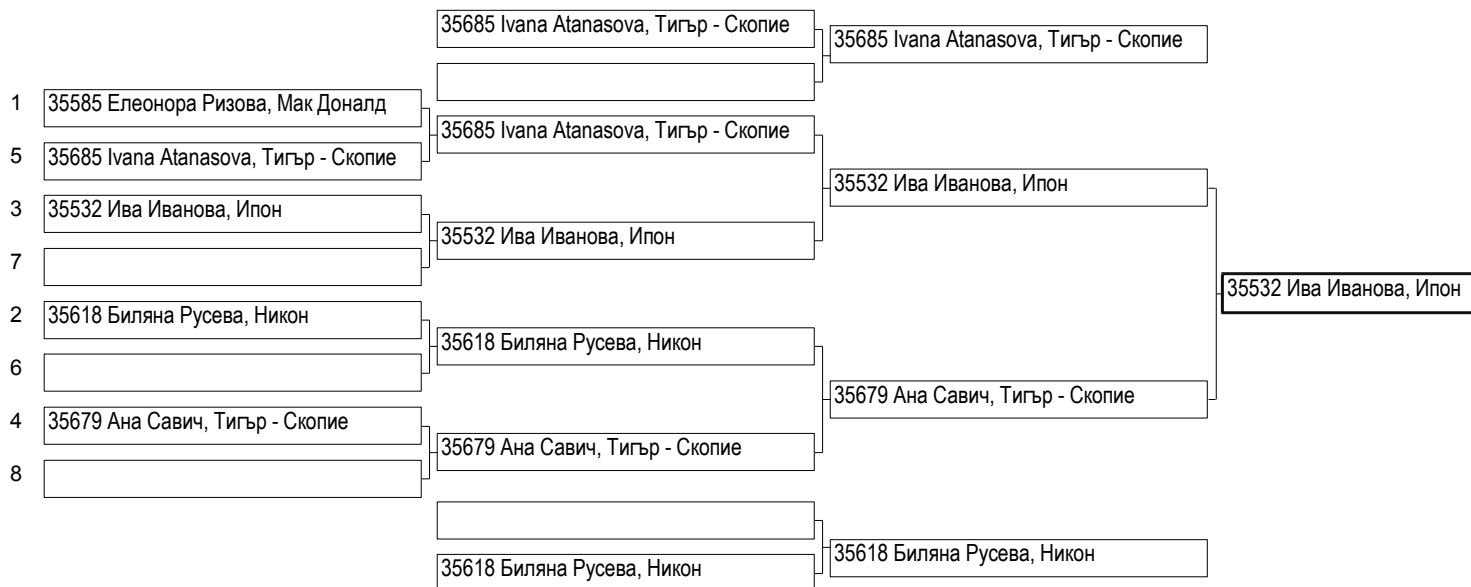 35685 Ivana Atanasova, Тигър - Скопие
35685 Ivana Atanasova, Тигър - Скопие
1 35585 Елеонора Ризова, Мак Доналд
35685 Ivana Atanasova, Тигър - Скопие
5 35685 Ivana Atanasova, Тигър - Скопие
35532 Ива Иванова, Ипон
3 35532 Ива Иванова, Ипон
35532 Ива Иванова, Ипон
7
35532 Ива Иванова, Ипон
2 35618 Биляна Русева, Никон
35618 Биляна Русева, Никон
6
35679 Ана Савич, Тигър - Скопие
4 35679 Ана Савич, Тигър - Скопие
35679 Ана Савич, Тигър - Скопие
8
35618 Биляна Русева, Никон
35618 Биляна Русева, Никон